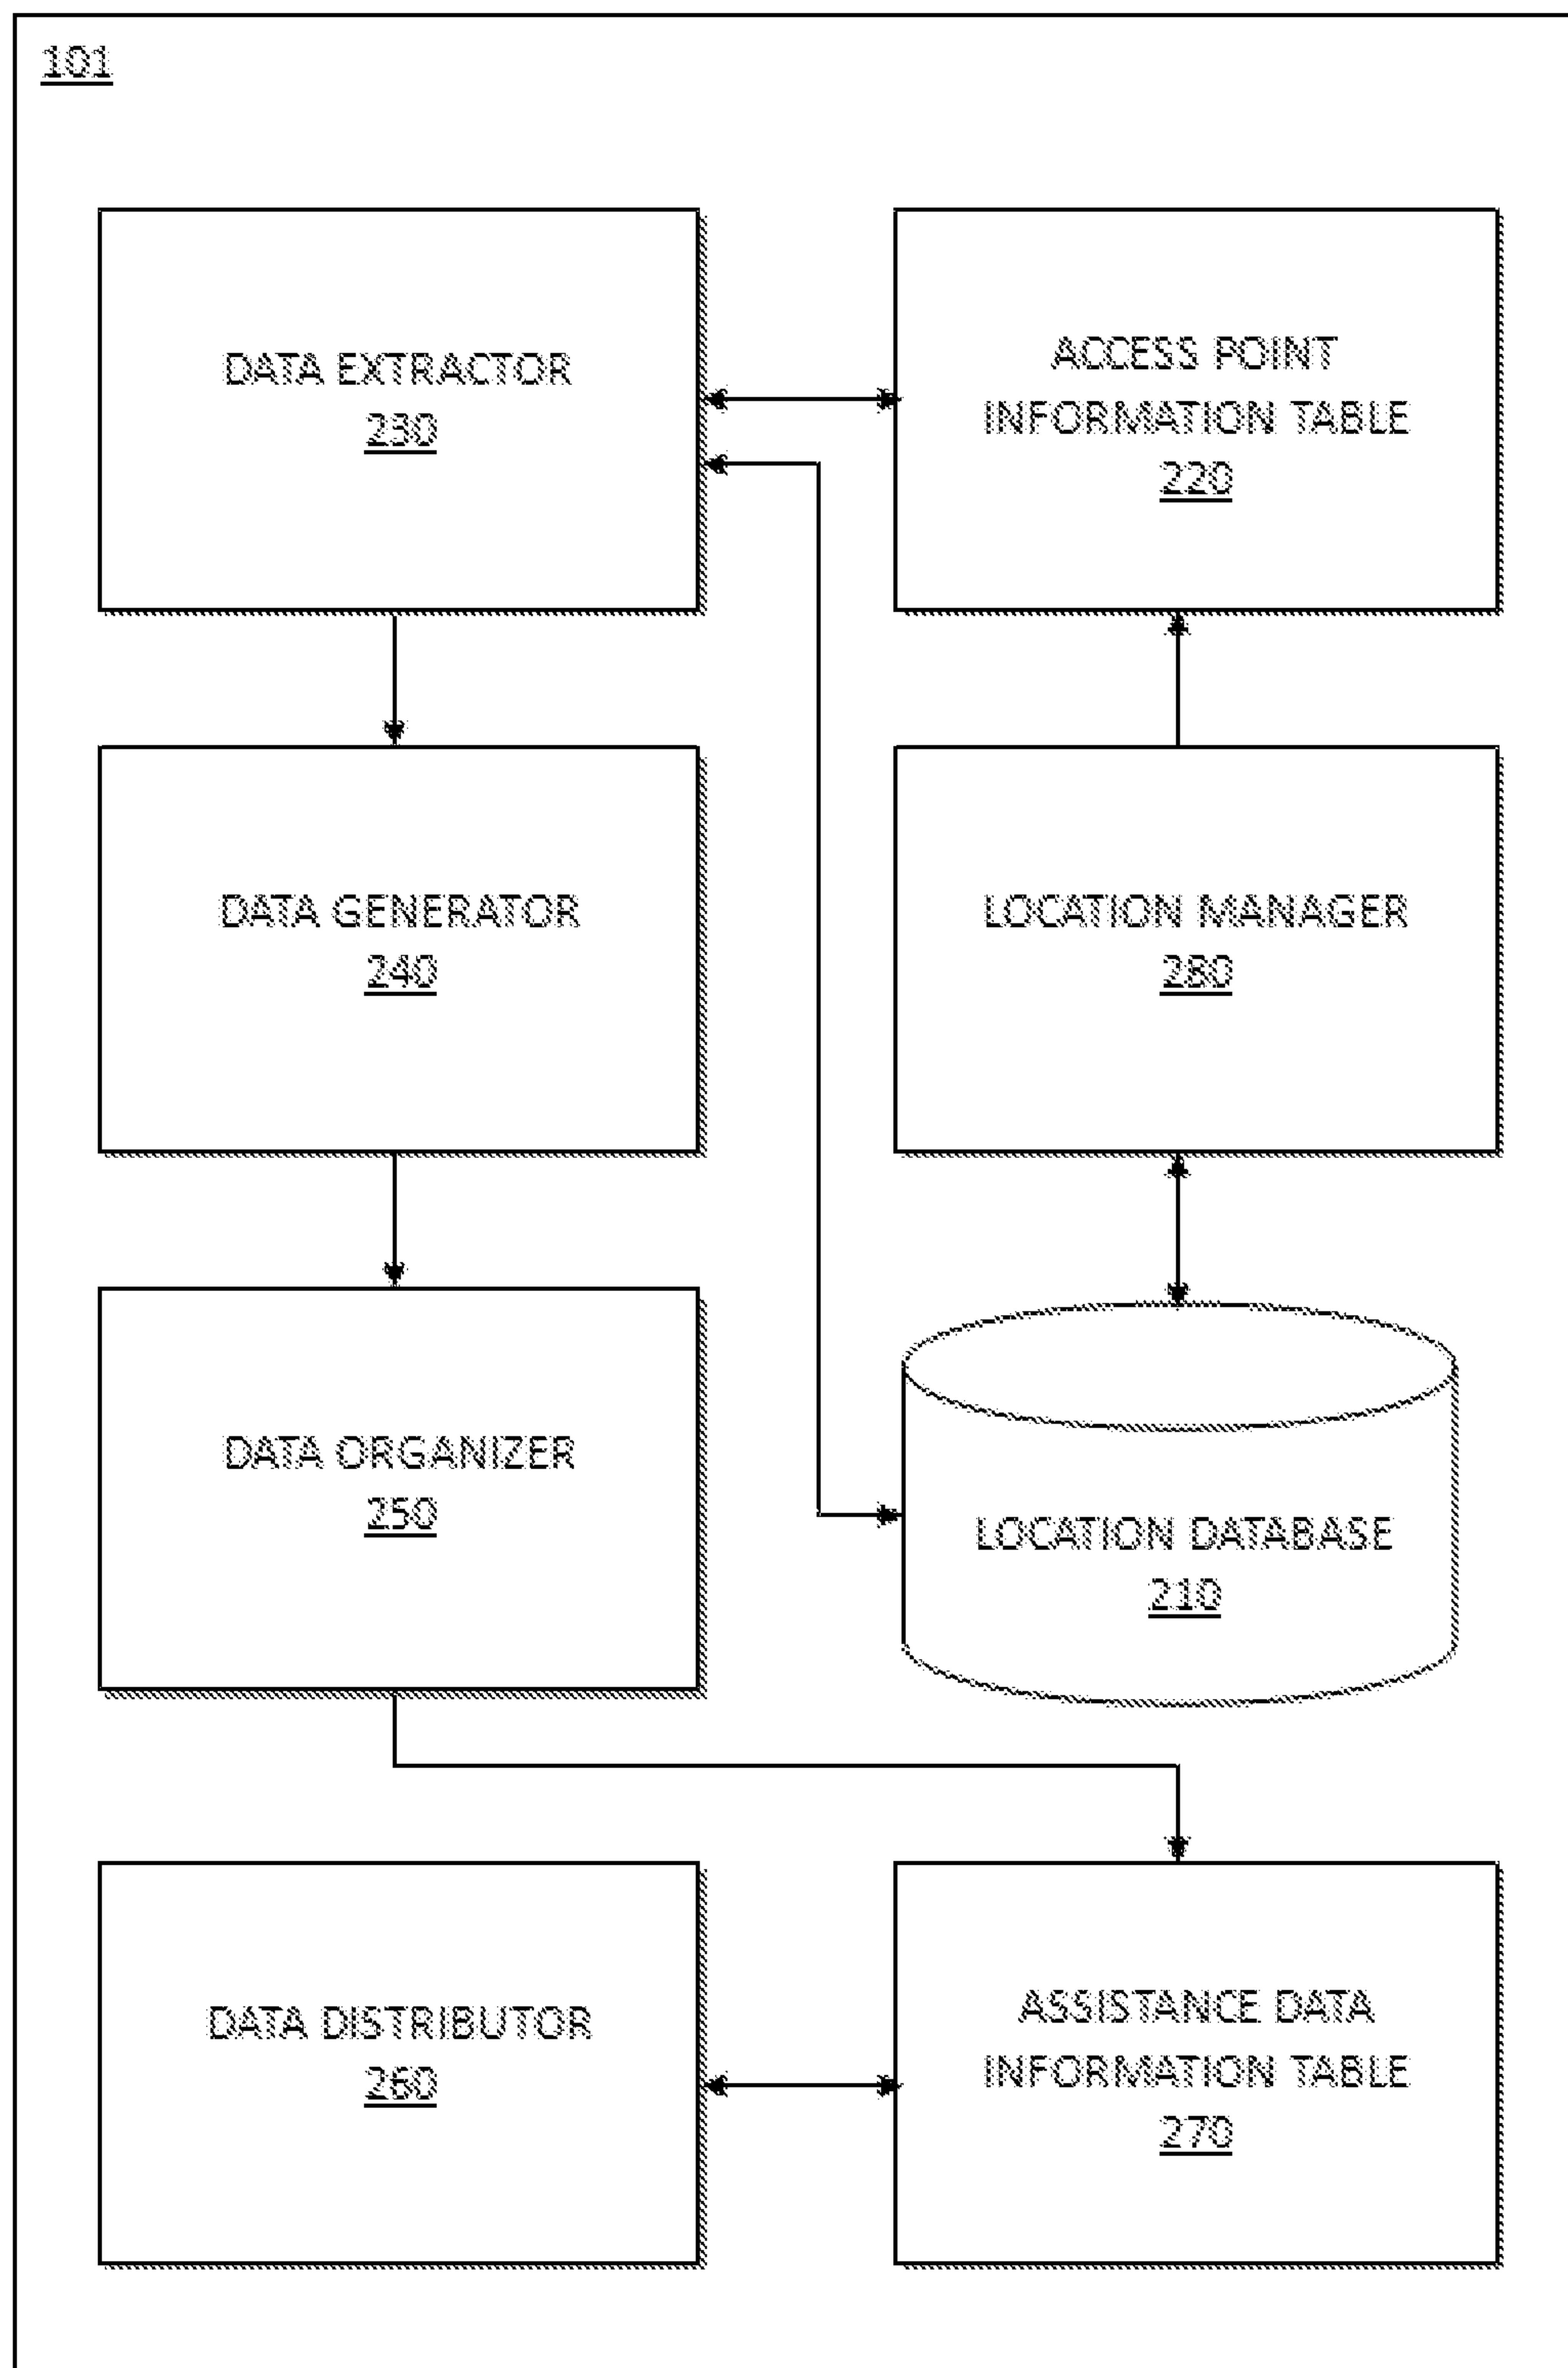 101
DATA EXTRACTOR
230
ACCESS POINT
INFORMATION TABLE
220
DATA GENERATOR
240
LOCATION MANAGER
280
DATA ORGANIZER
250
LOCATION DATABASE
210
DATA DISTRIBUTOR
260
ASSISTANCE DATA
INFORMATION TABLE
270